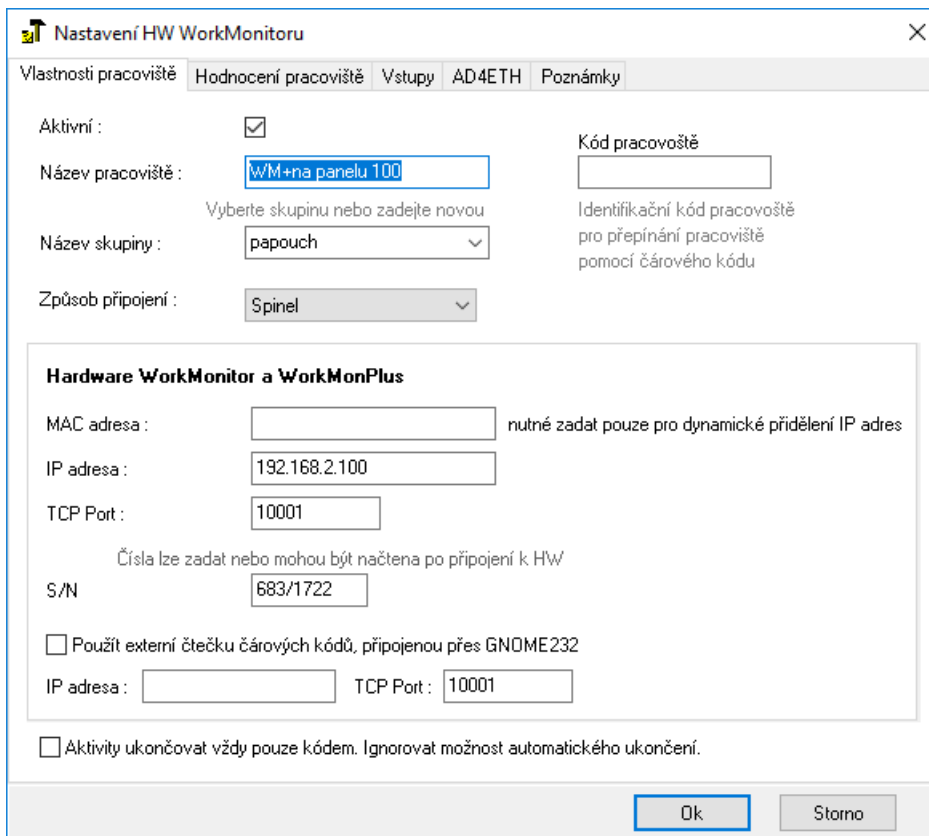 Nastavení HW WorkMonitoru
Vlastnosti pracoviště Hodnocení pracoviště Vstupy AD4ETH Poznámky
Aktivní :
Kód pracovoště
Název pracoviště : WM+na panelu 100
Vyberte skupinu nebo zadejte novou
Identifikační kód pracovoště
pro přepínání pracoviště
pomocí čárového kódu
Název skupiny : papouch
Způsob připojení : Spinel
Hardware WorkMonitor a WorkMonPlus
MAC adresa : nutné zadat pouze pro dynamické přidělení IP adres
IP adresa : 192.168.2.100
TCP Port : 10001
Čísla lze zadat nebo mohou být načtena po připojení k HW
S/N 683/1722
Použít externí čtečku čárových kódů, připojenou přes GNOME232
IP adresa : TCP Port : 10001
Aktivity ukončovat vždy pouze kódem. Ignorovat možnost automatického ukončení.
Ok Storno